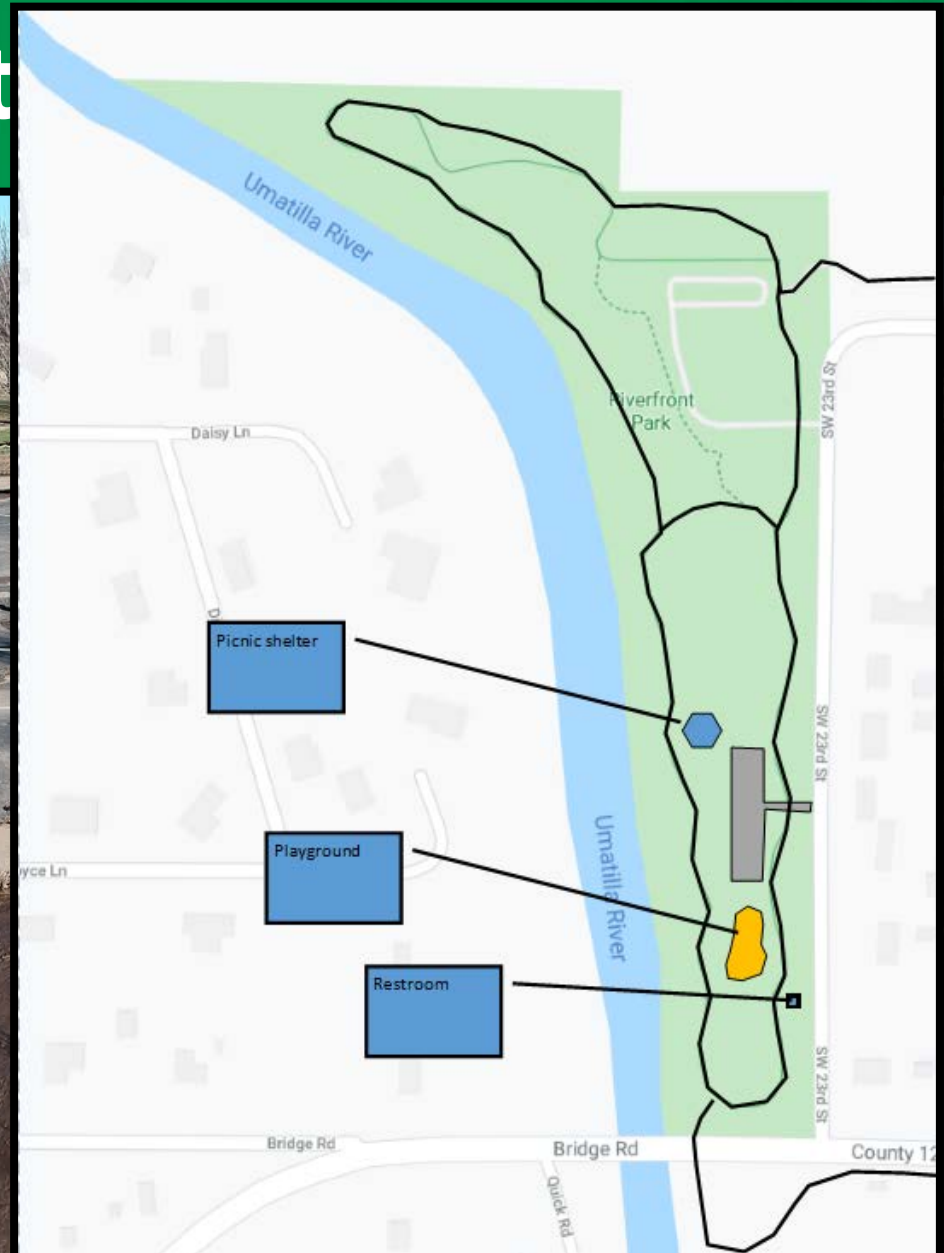 Umatilla River
Daisy Ln
Riverfront
Park
SW 23rd St
D
Picnic shelter
SW 23rd St
Playground
Umatilla River
yce Ln
Restroom
SW 23rd St
Bridge Rd
Bridge Rd
County 12
Quick Rd